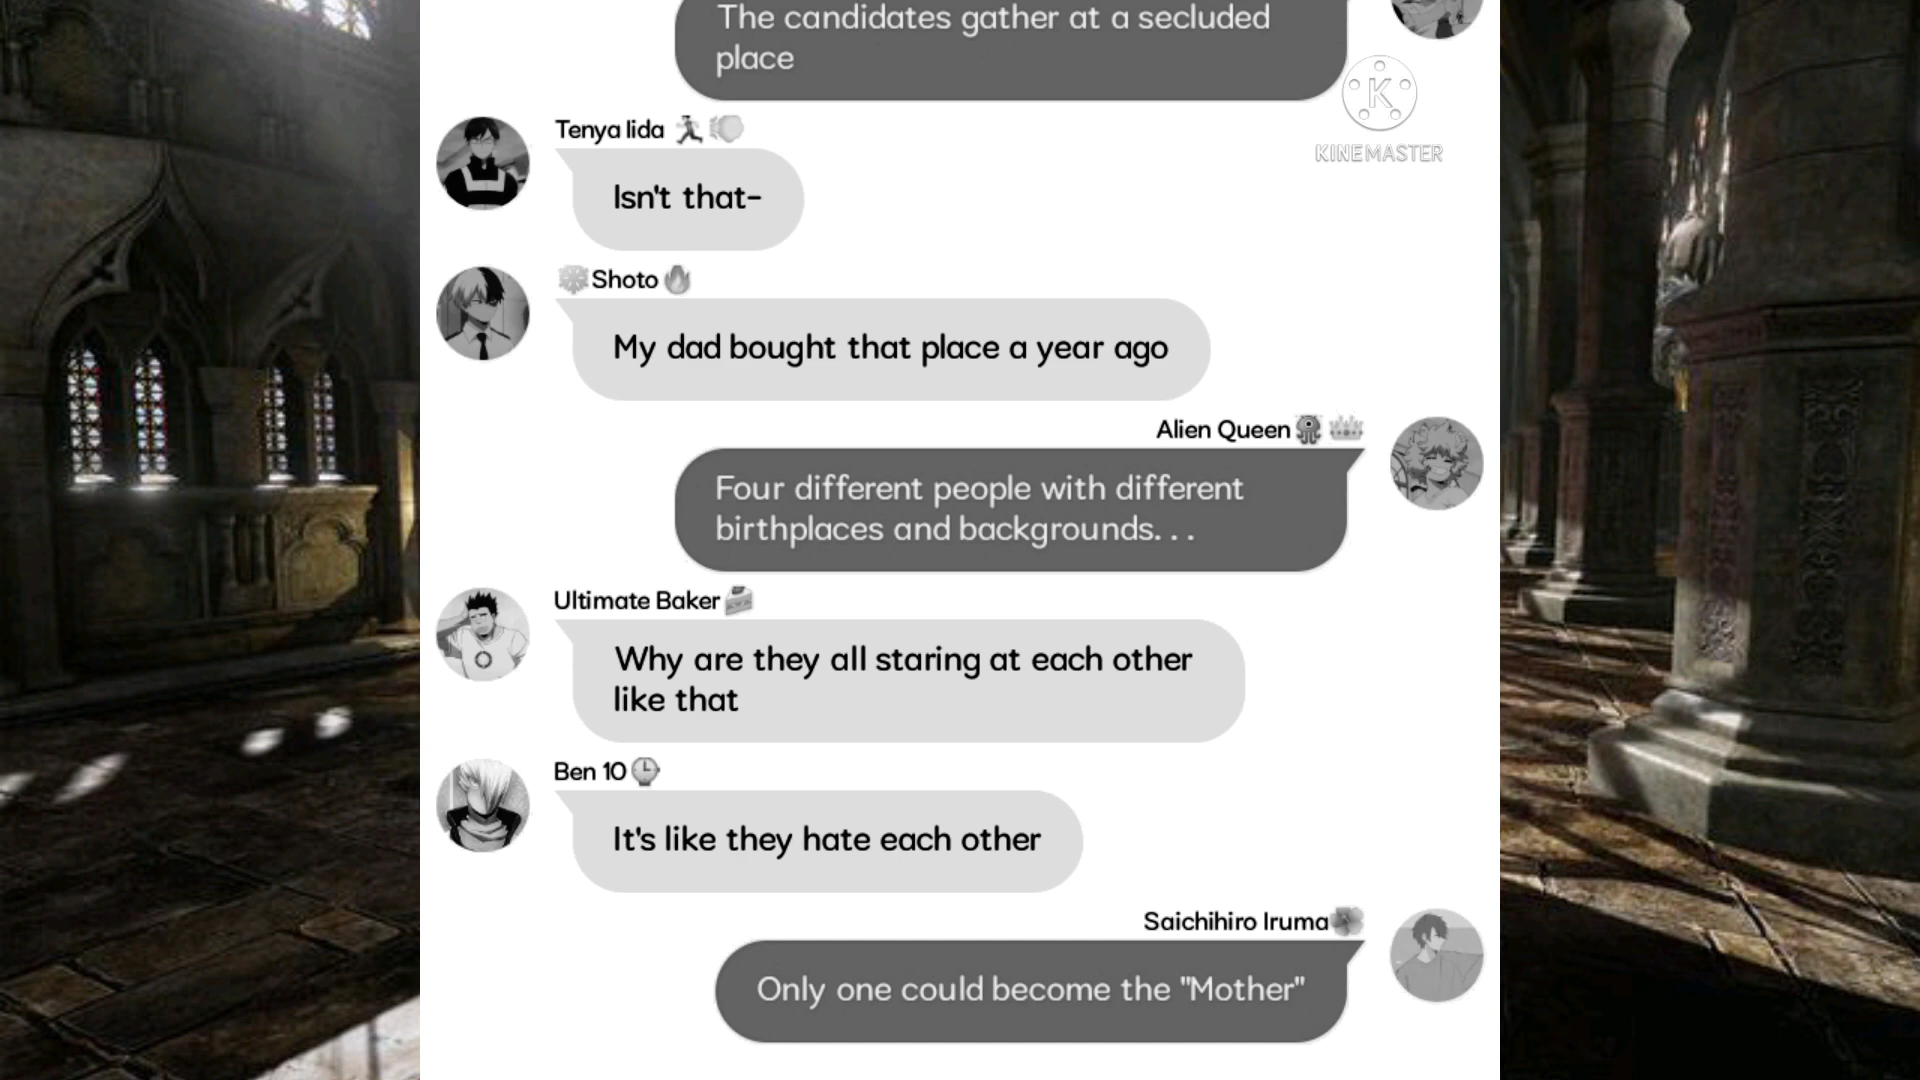 The candidates gather at a secluded
place
K
KINEMASTER
Tenya Iida
Isn't that-
Shoto
My dad bought that place a year ago
Alien Queen
Four different people with different
birthplaces and backgrounds. . .
Ultimate Baker
Why are they all staring at each other
like that
Ben 10
It's like they hate each other
Saichihiro Iruma
Only one could become the "Mother"